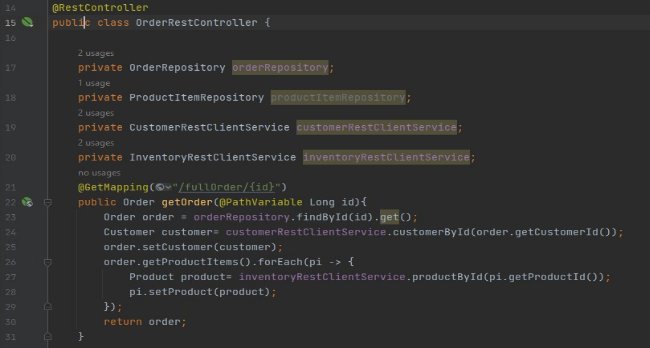 14 @RestController
15 public class OrderRestController {
16
2 usages
17 private OrderRepository orderRepository;
1 usage
18 private ProductItemRepository productItemRepository;
2 usages
19 private CustomerRestClientService customerRestClientService;
2 usages
20 private InventoryRestClientService inventoryRestClientService;
no usages
21 @GetMapping("/fullOrder/{id}")
22 public Order getOrder(@PathVariable Long id){
23 Order order = orderRepository.findById(id).get();
24 Customer customer= customerRestClientService.customerById(order.getCustomerId());
25 order.setCustomer(customer);
26 order.getProductItems().forEach(pi -> {
27 Product product= inventoryRestClientService.productById(pi.getProductId());
28 pi.setProduct(product);
29 });
30 return order;
31 }